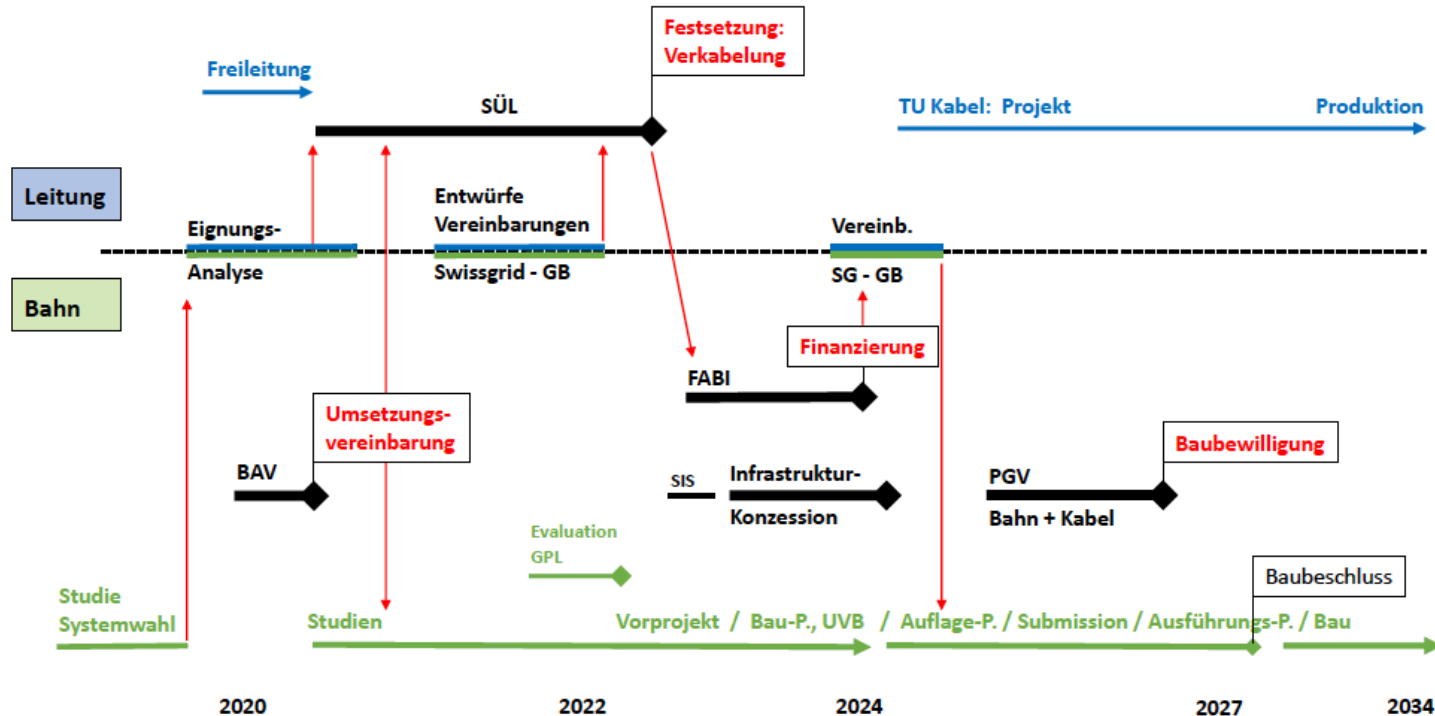 Festsetzung:
Verkabelung
Freileitung
SÜL
TU Kabel: Projekt
Produktion
Leitung
Eignungs-
Analyse
Entwürfe
Vereinbarungen
Swissgrid - GB
Vereinb.
SG - GB
Bahn
Finanzierung
FABI
Umsetzungs-
vereinbarung
BAV
SIS
Infrastruktur-
Konzession
PGV
Bahn + Kabel
Baubewilligung
Evaluation
GPL
Baubeschluss
Studie
Systemwahl
Studien
Vorprojekt / Bau-P., UVB / Auflage-P. / Submission / Ausführungs-P. / Bau
2020 2022 2024 2027 2034